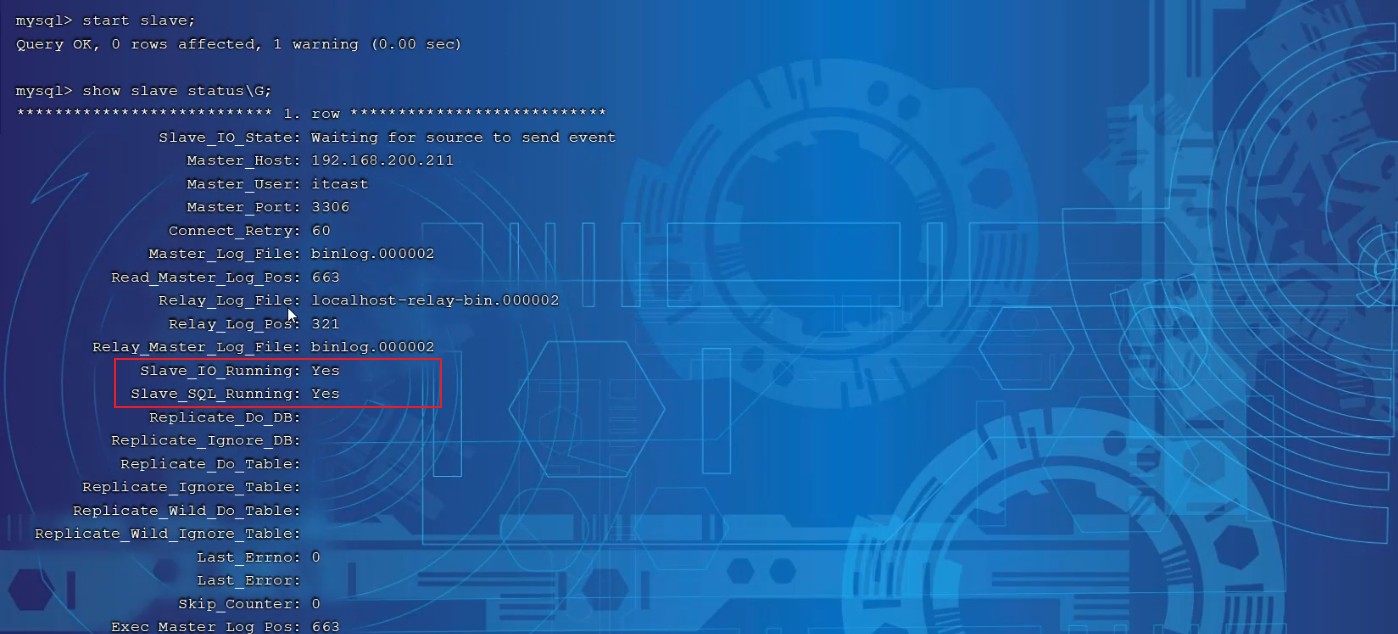 mysql> start slave;
Query OK, 0 rows affected, 1 warning (0.00 sec)
mysql> show slave status\G;
*************************** 1. row ***************************
Slave_IO_State: Waiting for source to send event
Master_Host: 192.168.200.211
Master_User: itcast
Master_Port: 3306
Connect_Retry: 60
Master_Log_File: binlog.000002
Read_Master_Log_Pos: 663
Relay_Log_File: localhost-relay-bin.000002
Relay_Log_Pos: 321
Relay_Master_Log_File: binlog.000002
Slave_IO_Running: Yes
Slave_SQL_Running: Yes
Replicate_Do_DB:
Replicate_Ignore_DB:
Replicate_Do_Table:
Replicate_Ignore_Table:
Replicate_Wild_Do_Table:
Replicate_Wild_Ignore_Table:
Last_Errno: 0
Last_Error:
Skip_Counter: 0
Exec_Master_Log_Pos: 663